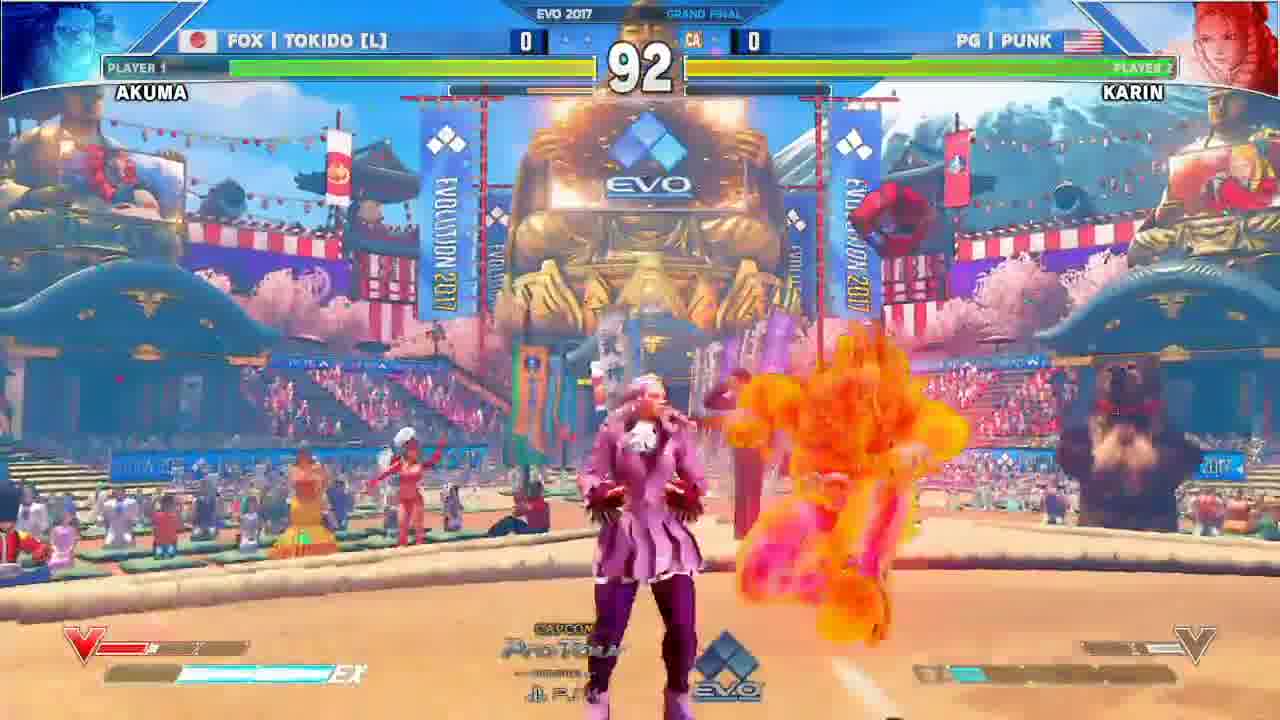 EVO 2017 GRAND FINAL
FOX | TOKIDO [L] 0 CA 0 PG | PUNK
PLAYER 1 92 PLAYER 2
AKUMA KARIN
EVO
EVOLUTION 2017
2017
EX
CAPCOM
PRO TOUR
EVO